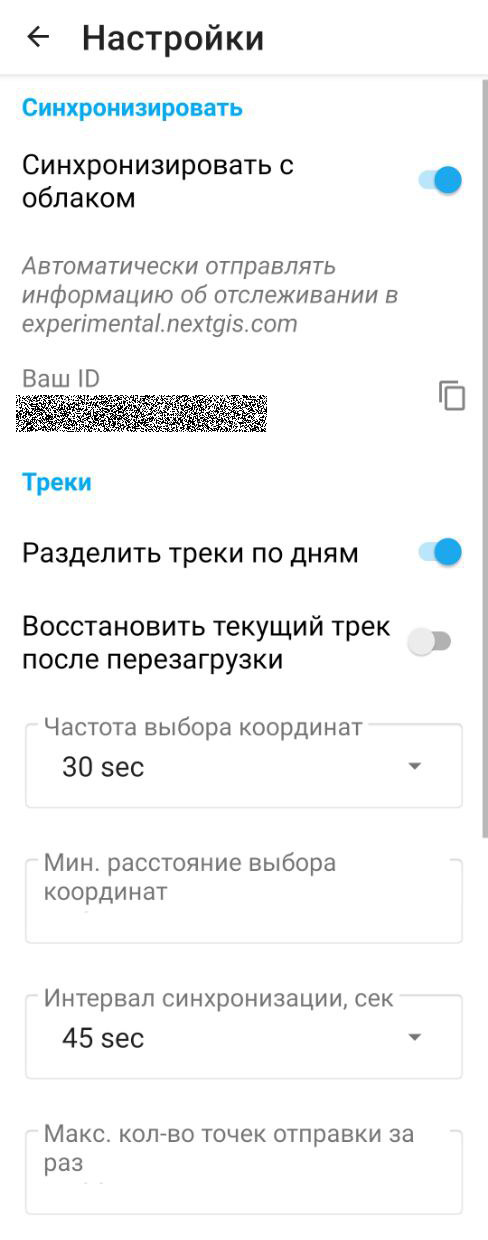 Настройки
Синхронизировать
Синхронизировать с
облаком
Автоматически отправлять
информацию об отслеживании в
experimental.nextgis.com
Ваш ID
Треки
Разделить треки по дням
Восстановить текущий трек
после перезагрузки
Частота выбора координат
30 sec
Мин. расстояние выбора
координат
Интервал синхронизации, сек
45 sec
Макс. кол-во точек отправки за
раз